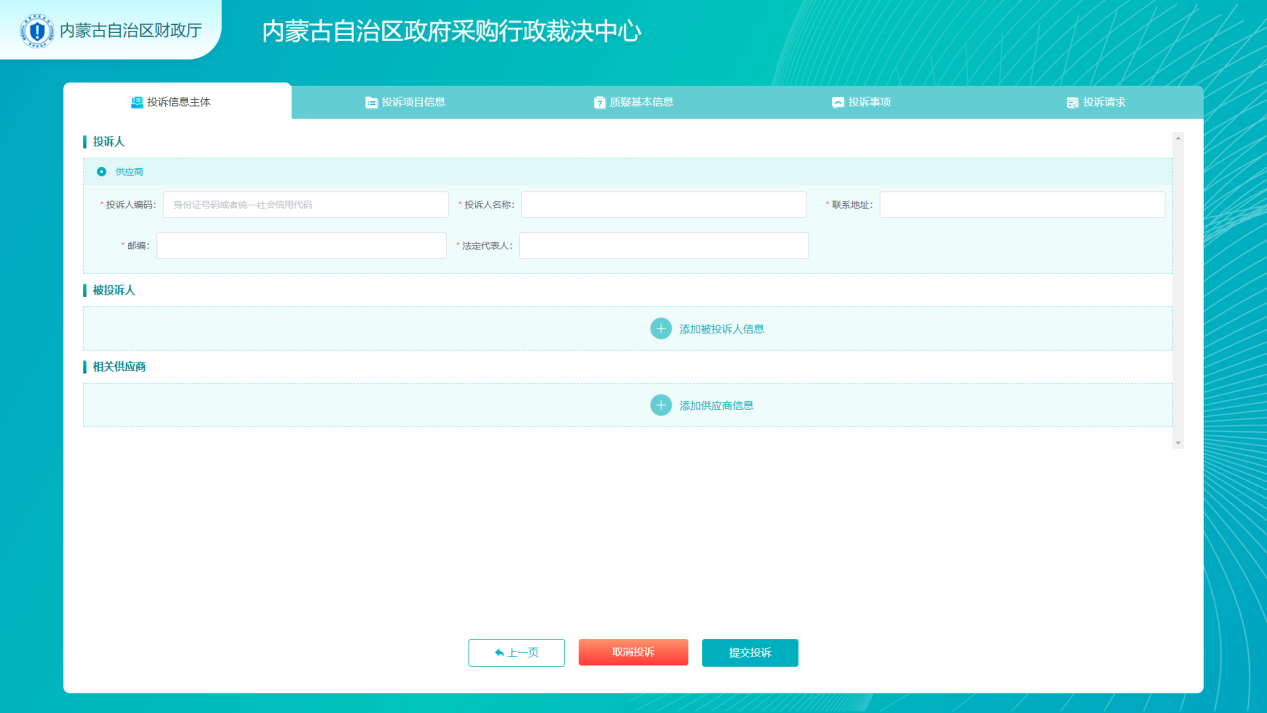 内蒙古自治区财政厅
内蒙古自治区政府采购行政裁决中心
投诉信息主体
投诉项目信息
质疑基本信息
投诉事项
投诉请求
投诉人
供应商
* 投诉人编码: 身份证号码或者统一社会信用代码
* 投诉人名称:
* 联系地址:
* 邮编:
* 法定代表人:
被投诉人
添加被投诉人信息
相关供应商
添加供应商信息
上一页
取消投诉
提交投诉